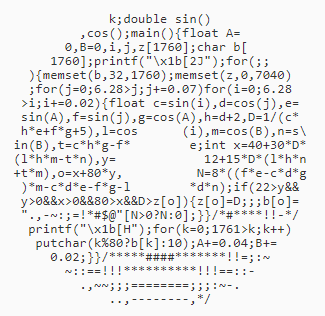 k;double sin()
,cos();main(){float A=
0,B=0,i,j,z[1760];char b[
1760];printf("\x1b[2J");for(;;
){memset(b,32,1760);memset(z,0,7040)
;for(j=0;6.28>j;j+=0.07)for(i=0;6.28
>i;i+=0.02){float c=sin(i),d=cos(j),e=
sin(A),f=sin(j),g=cos(A),h=d+2,D=1/(c*
h*e+f*g+5),l=cos (i),m=cos(B),n=s\
in(B),t=c*h*g-f* e;int x=40+30*D*
(l*h*m-t*n),y= 12+15*D*(l*h*n
+t*m),o=x+80*y, N=8*((f*e-c*d*g
)*m-c*d*e-f*g-l *d*n);if(22>y&&
y>0&&x>0&&80>x&&D>z[o]){z[o]=D;;;b[o]=
".,-~:;=!*#$@"[N>0?N:0];}}/*#****!!-*/
printf("\x1b[H");for(k=0;1761>k;k++)
putchar(k%80?b[k]:10);A+=0.04;B+=
0.02;}}/*****####*******!!=;:~
~::==!!!**********!!!==::-
.,~~;;;========;;;:~-.
..,--------,*/